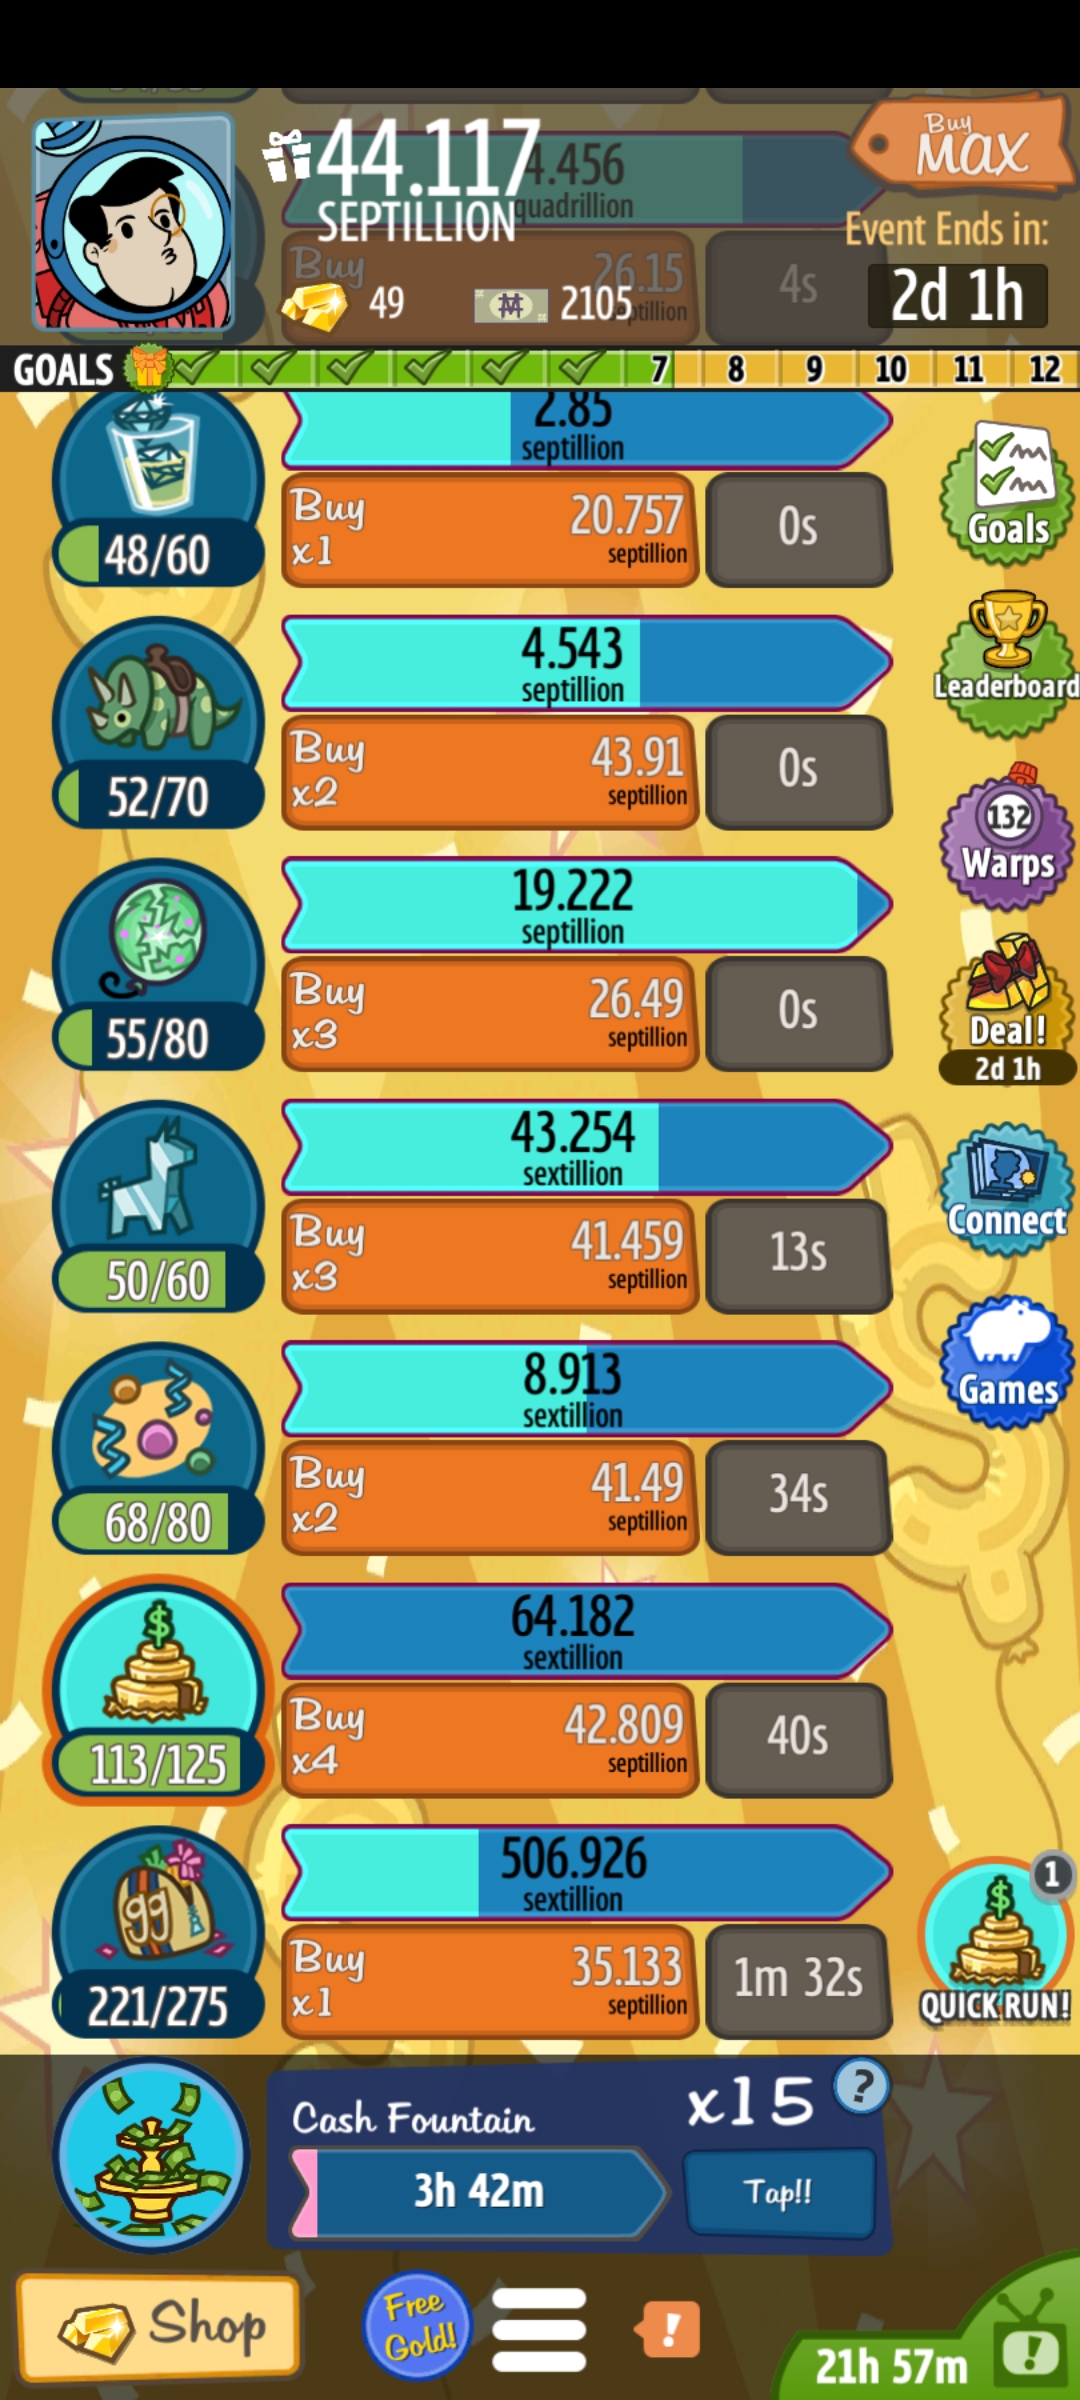 44.117
SEPTILLION
4.456
quadrillion
Buy
26.15
4s
49
2105
Buy
MAX
Event Ends in:
2d 1h
GOALS
7
8
9
10
11
12
2.85
septillion
48/60
Buy
x1
20.757
septillion
0s
4.543
septillion
52/70
Buy
x2
43.91
septillion
0s
19.222
septillion
55/80
Buy
x3
26.49
septillion
0s
43.254
sextillion
50/60
Buy
x3
41.459
septillion
13s
8.913
sextillion
68/80
Buy
x2
41.49
septillion
34s
$
64.182
sextillion
113/125
Buy
x4
42.809
septillion
40s
99
506.926
sextillion
221/275
Buy
x1
35.133
septillion
1m 32s
Goals
Leaderboard
132
Warps
Deal!
2d 1h
Connect
Games
1
$
QUICK RUN!
Cash Fountain
x15
?
3h 42m
Tap!!
Shop
Free
Gold!
!
21h 57m
!